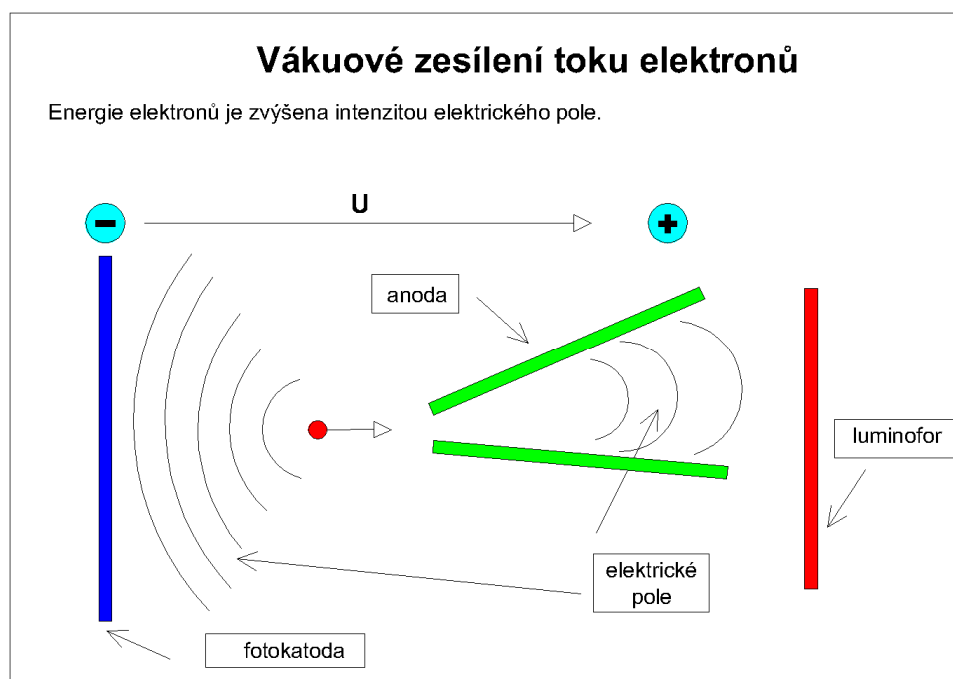 Vákuové zesílení toku elektronů
Energie elektronů je zvýšena intenzitou elektrického pole.
U
anoda
luminofor
elektrické
pole
fotokatoda